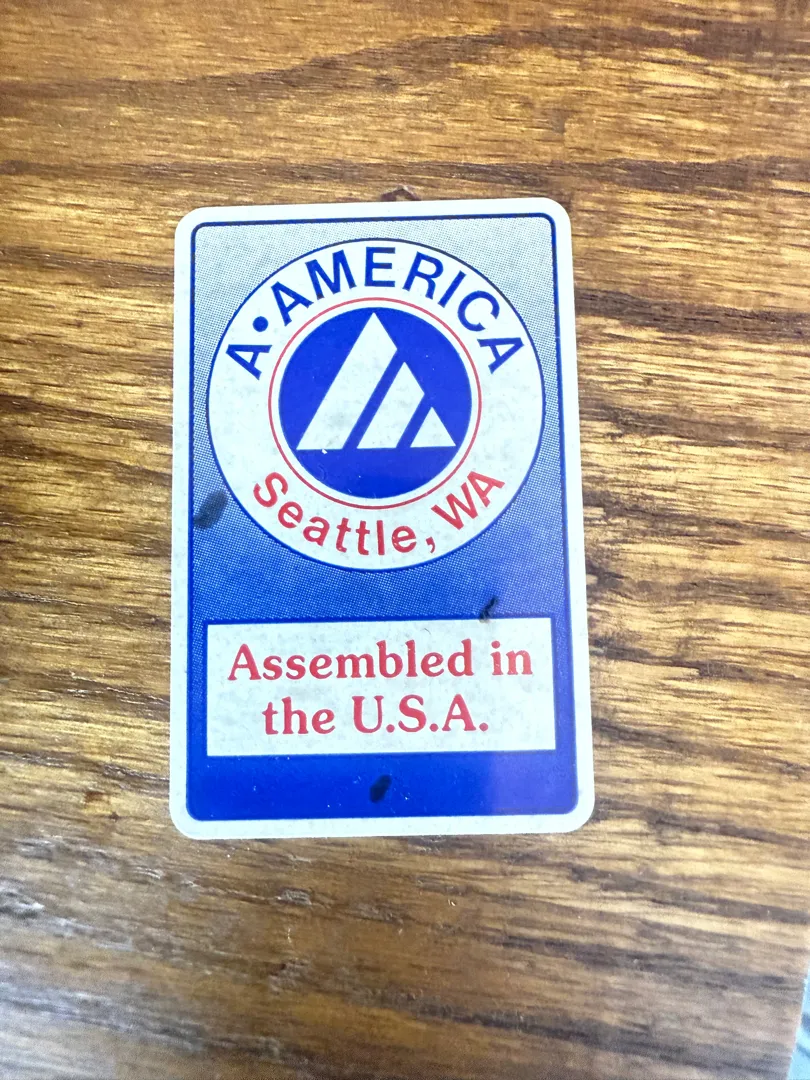 A•AMERICA
Seattle, WA
Assembled in
the U.S.A.